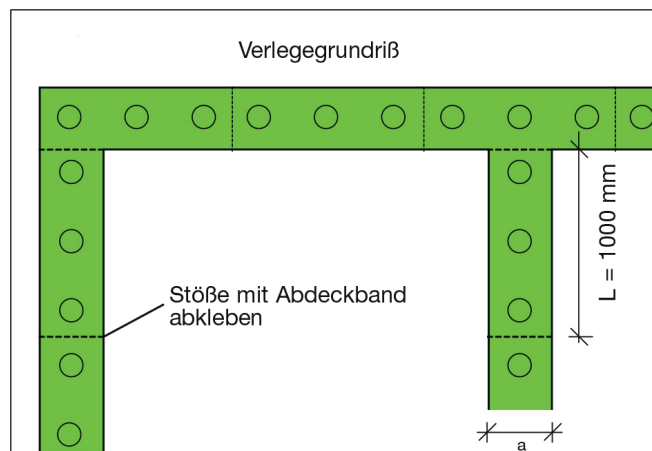 Verlegegrundriß
Stöße mit Abdeckband
abkleben
L = 1000 mm
a